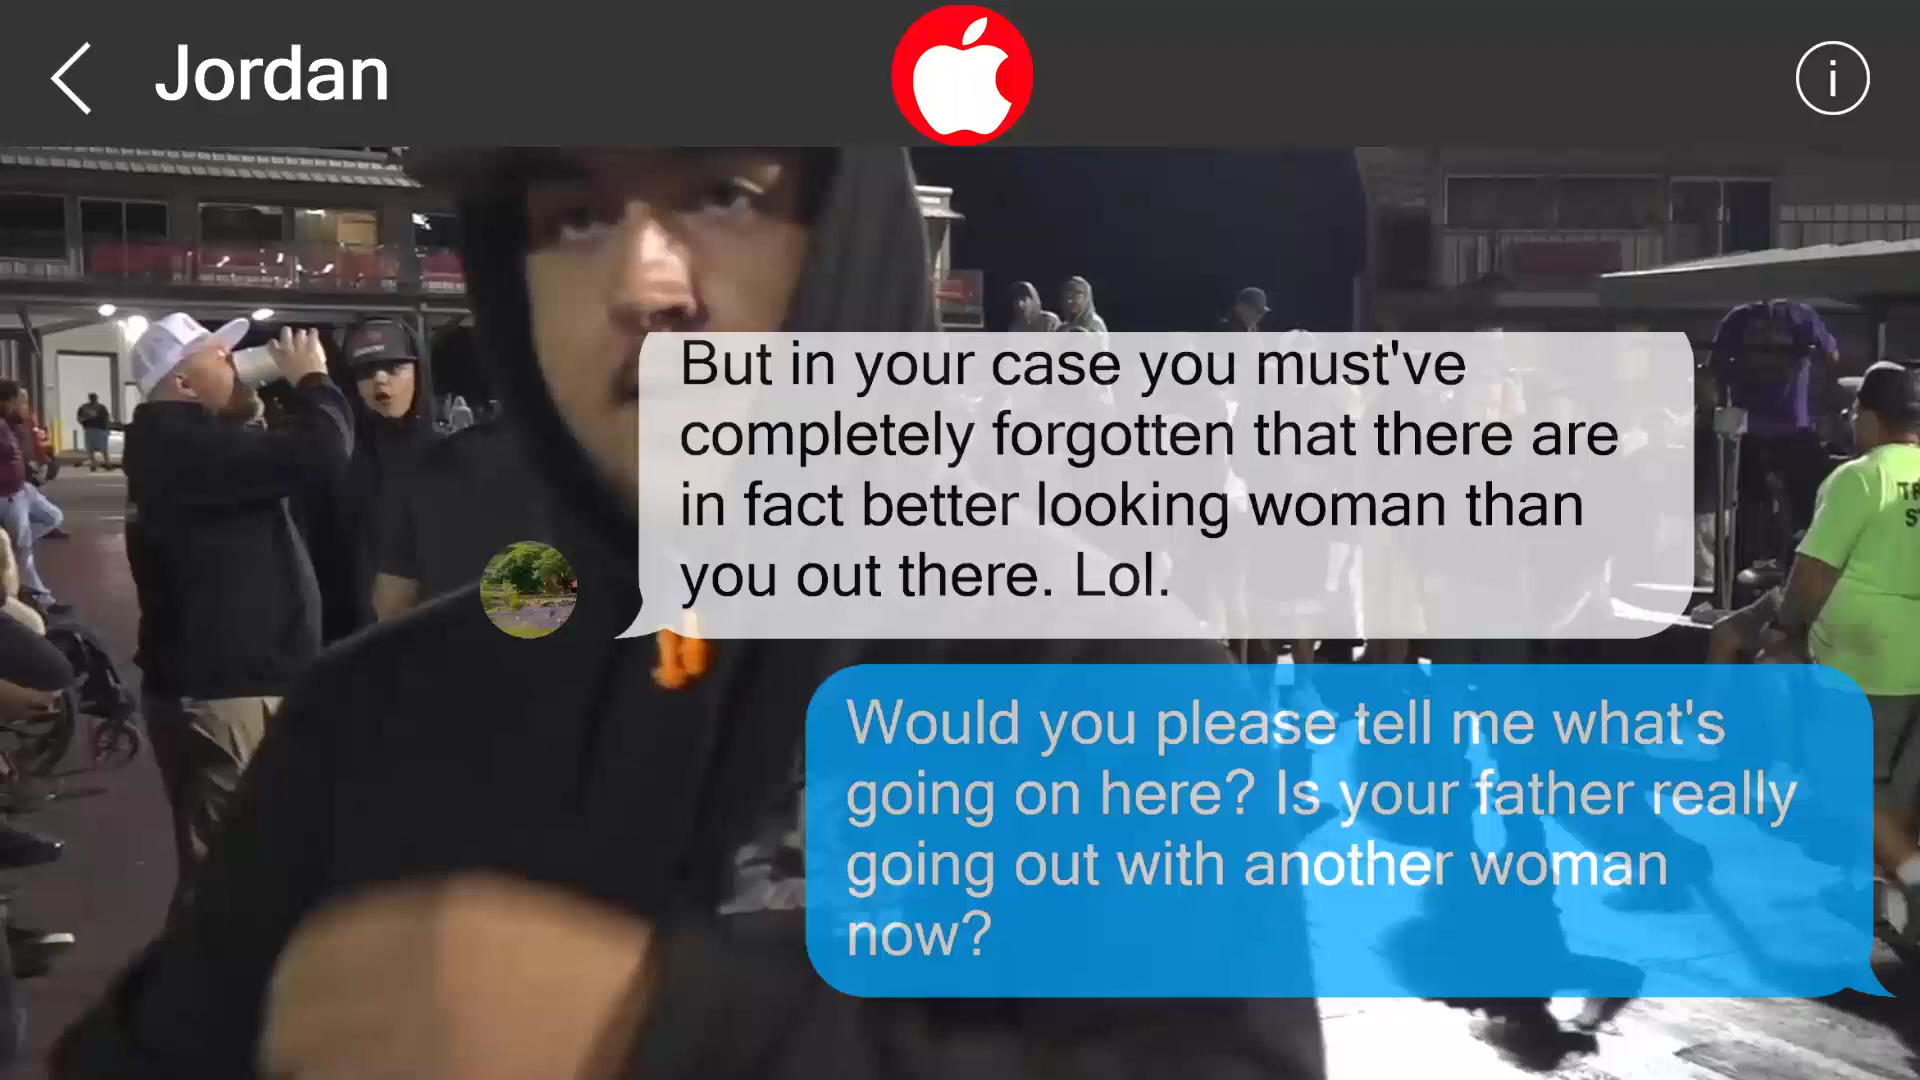 Jordan
i
But in your case you must've
completely forgotten that there are
in fact better looking woman than
you out there. Lol.
Would you please tell me what's
going on here? Is your father really
going out with another woman
now?